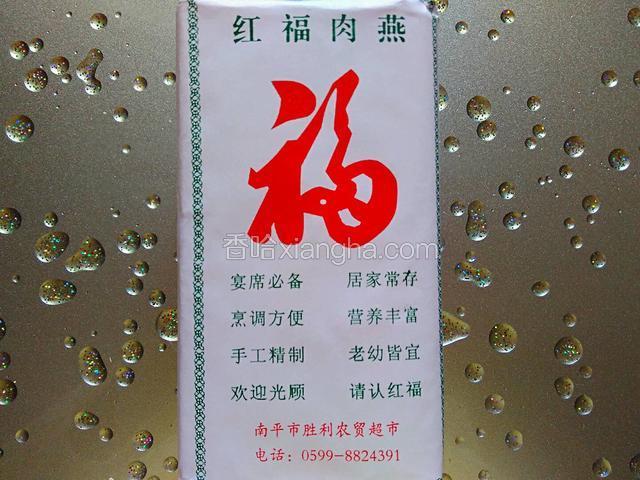 红福肉燕
福
香哈xiangha.com
宴席必备 居家常存
烹调方便 营养丰富
手工精制 老幼皆宜
欢迎光顾 请认红福
南平市胜利农贸超市
电话：0599-8824391